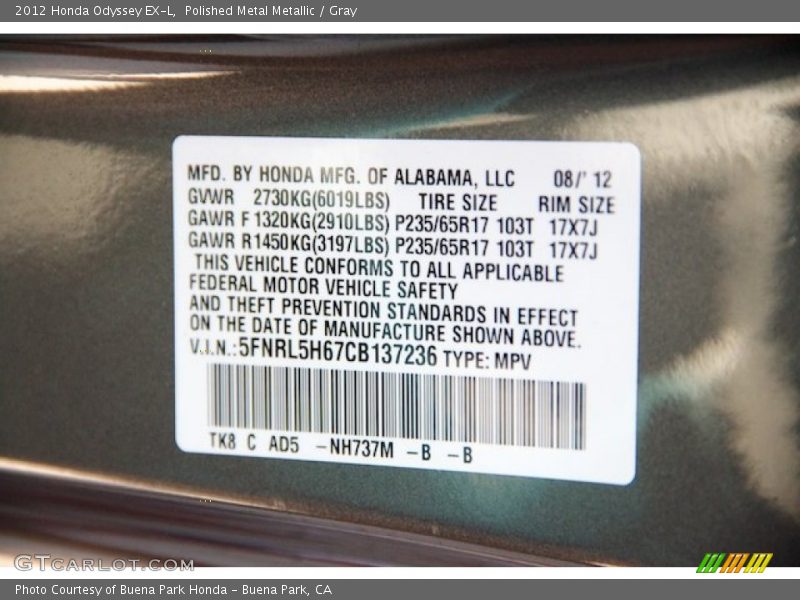 2012 Honda Odyssey EX-L, Polished Metal Metallic / Gray
MFD. BY HONDA MFG. OF ALABAMA, LLC 08/' 12
GVWR 2730KG(6019LBS) TIRE SIZE RIM SIZE
GAWR F 1320KG(2910LBS) P235/65R17 103T 17X7J
GAWR R1450KG(3197LBS) P235/65R17 103T 17X7J
THIS VEHICLE CONFORMS TO ALL APPLICABLE
FEDERAL MOTOR VEHICLE SAFETY
AND THEFT PREVENTION STANDARDS IN EFFECT
ON THE DATE OF MANUFACTURE SHOWN ABOVE.
V.I.N.:5FNRL5H67CB137236 TYPE: MPV
TK8 C AD5 -NH737M -B -B
GTCARLOT.COM
Photo Courtesy of Buena Park Honda - Buena Park, CA